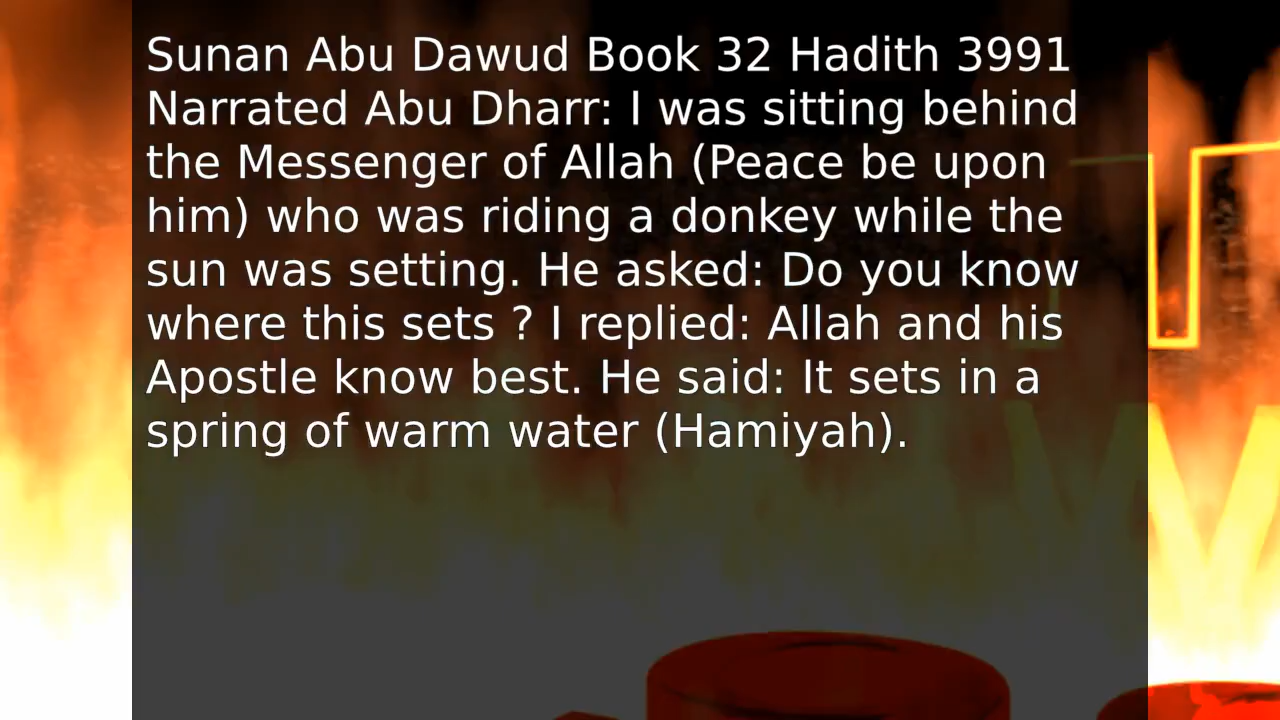 Sunan Abu Dawud Book 32 Hadith 3991
Narrated Abu Dharr: I was sitting behind
the Messenger of Allah (Peace be upon
him) who was riding a donkey while the
sun was setting. He asked: Do you know
where this sets ? I replied: Allah and his
Apostle know best. He said: It sets in a
spring of warm water (Hamiyah).